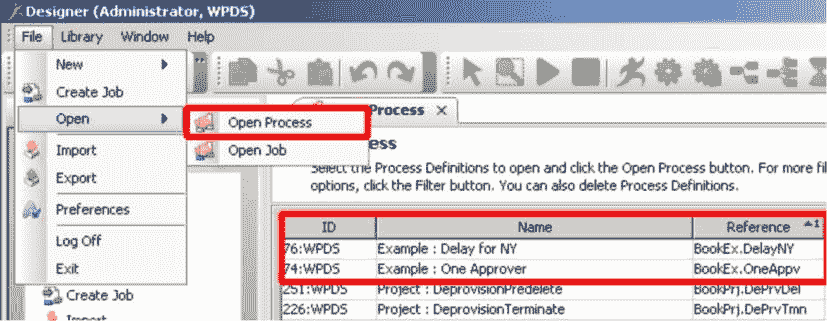 Designer (Administrator, WPDS)
File Library Window Help
New
Create Job
Open
Open Process
Open Job
Import
Export
Preferences
Log Off
Exit
Create Job
Process
Select the Process Definitions to open and click the Open Process button. For more fil
options, click the Filter button. You can also delete Process Definitions.
ID Name Reference 1
76:WPDS Example : Delay for NY BookEx.DelayNY
74:WPDS Example : One Approver BookEx.OneAppv
251:WPDS Project : DeprovisionPredelete BookPrj.DePrvDel
226:WPDS Project : DeprovisionTerminate BookPrj.DePrvTmn